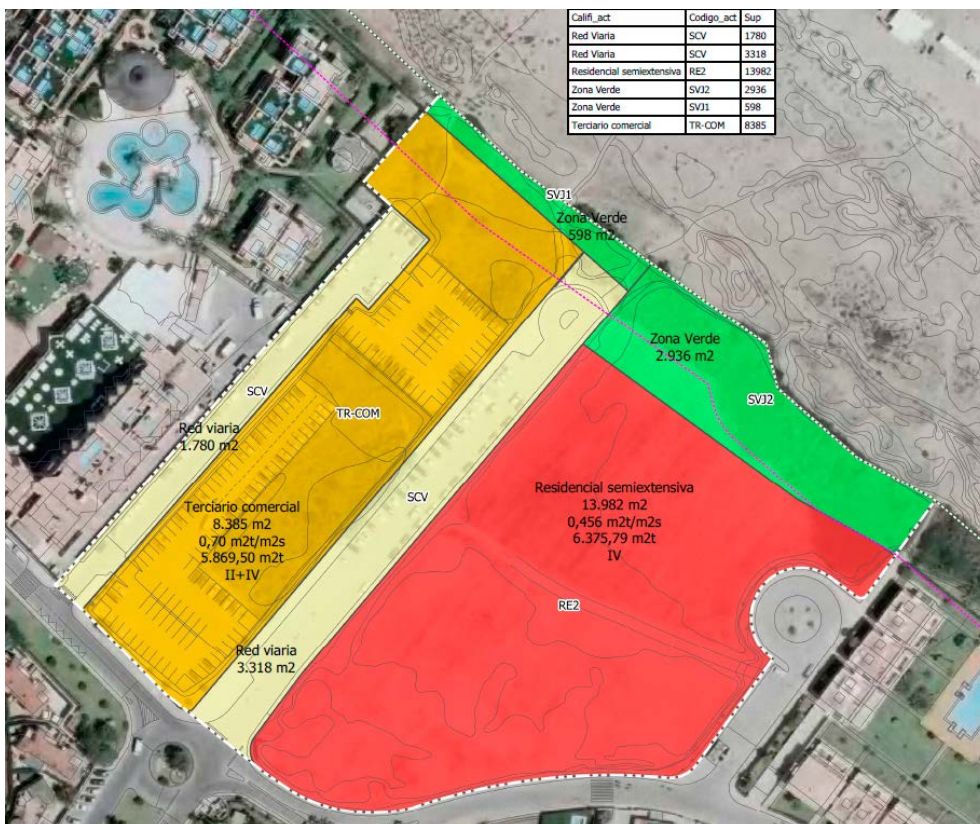 Califi_act Codigo_act Sup
Red Viaria SCV 1780
Red Viaria SCV 3318
Residencial semiextensiva RE2 13982
Zona Verde SVJ2 2936
Zona Verde SVJ1 598
Terciario comercial TR-COM 8385
SVJ1
Zona Verde
598 m2
Zona Verde
2.936 m2
SVJ2
SCV
Red viaria
1.780 m2
TR-COM
Terciario comercial
8.385 m2
0,70 m2t/m2s
5.869,50 m2t
II+IV
SCV
Residencial semiextensiva
13.982 m2
0,456 m2t/m2s
6.375,79 m2t
IV
RE2
Red viaria
3.318 m2